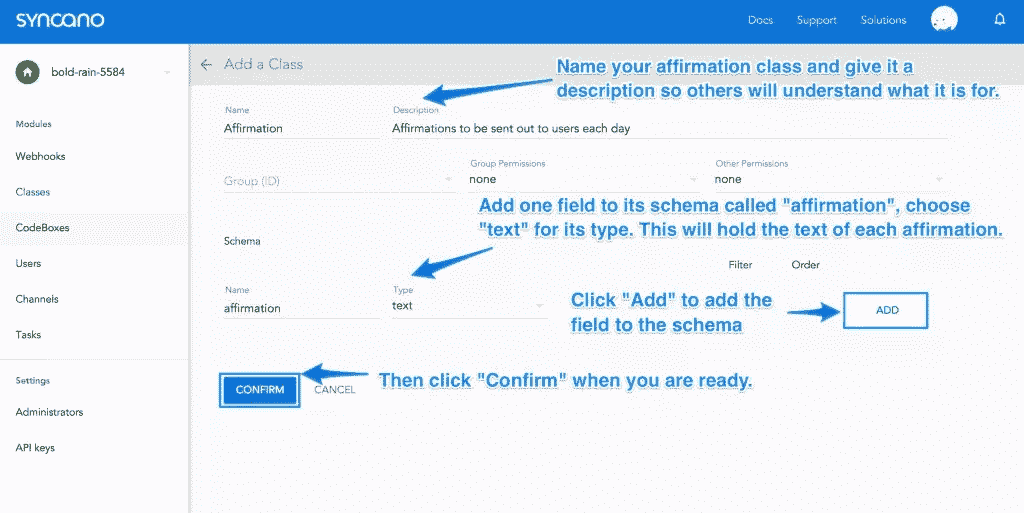 syncano
Docs Support Solutions
bold-rain-5584
Add a Class
Name your affirmation class and give it a
description so others will understand what it is for.
Name Description
Affirmation Affirmations to be sent out to users each day
Modules
Webhooks
Classes
CodeBoxes
Users
Channels
Tasks
Settings
Administrators
API keys
Group (ID)
Group Permissions
none
Other Permissions
none
Add one field to its schema called "affirmation", choose
"text" for its type. This will hold the text of each affirmation.
Schema
Filter Order
Name Type
affirmation text
Click "Add" to add the
field to the schema
ADD
CONFIRM CANCEL
Then click "Confirm" when you are ready.